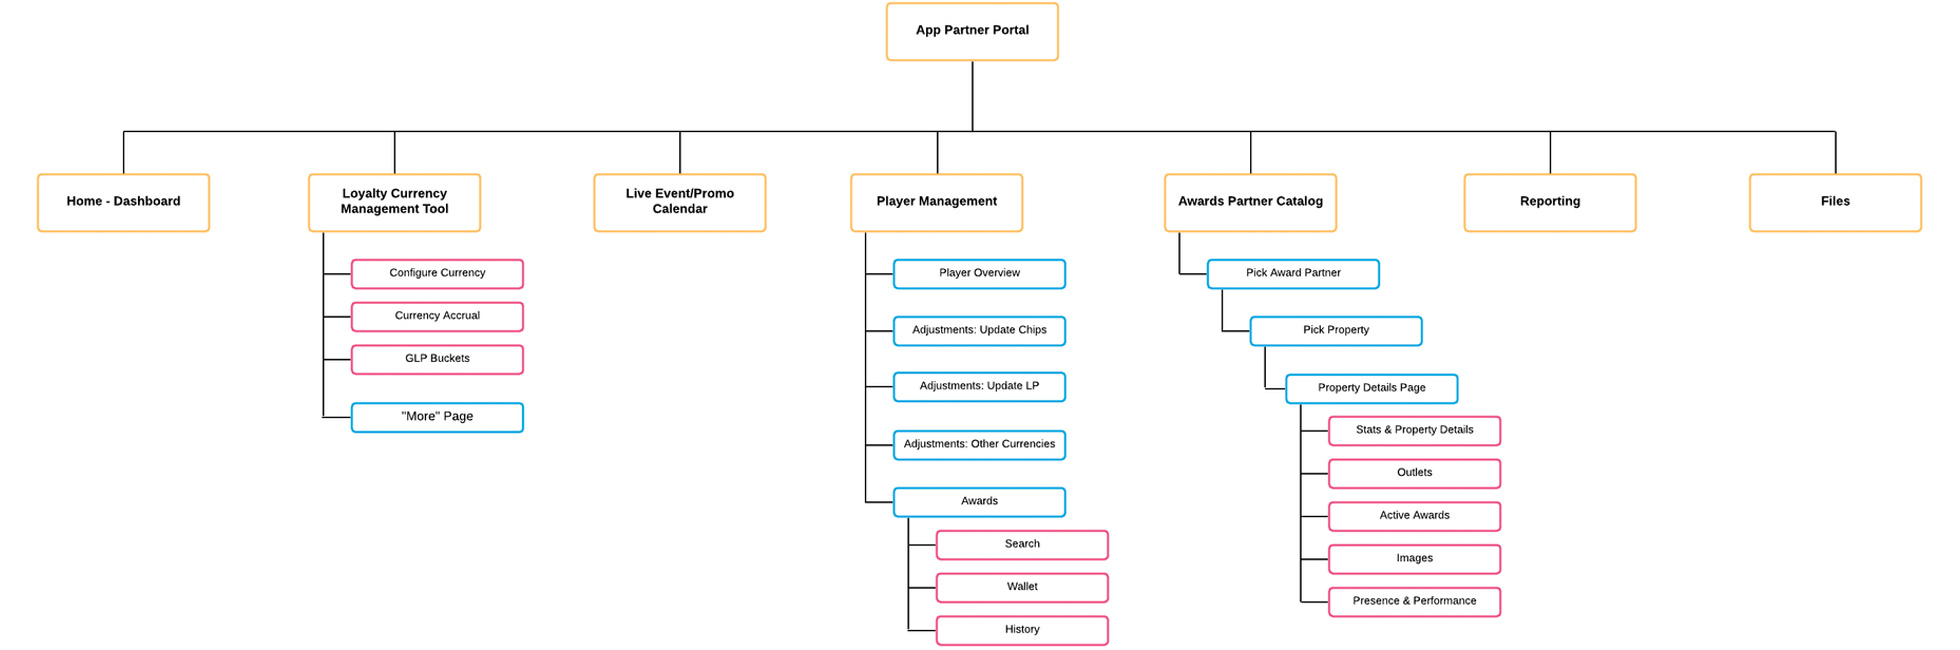 App Partner Portal
Home - Dashboard
Loyalty Currency
Management Tool
Live Event/Promo
Calendar
Player Management
Awards Partner Catalog
Reporting
Files
Configure Currency
Currency Accrual
GLP Buckets
"More" Page
Player Overview
Adjustments: Update Chips
Adjustments: Update LP
Adjustments: Other Currencies
Awards
Search
Wallet
History
Pick Award Partner
Pick Property
Property Details Page
Stats & Property Details
Outlets
Active Awards
Images
Presence & Performance